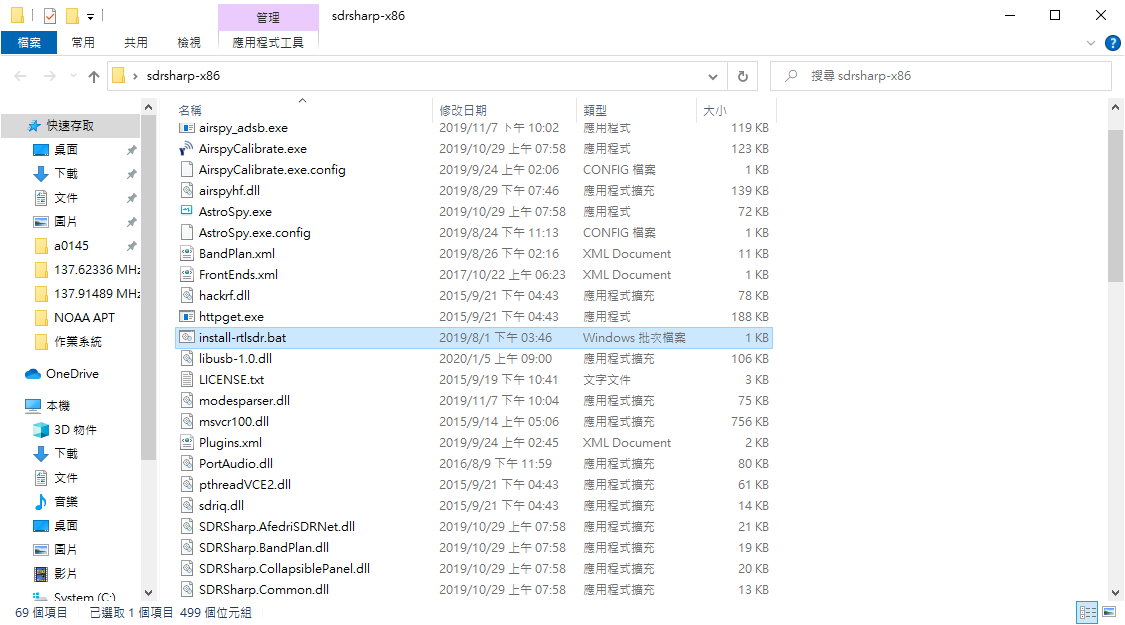 管理
sdrsharp-x86
檔案 常用 共用 檢視 應用程式工具
sdrsharp-x86
搜尋 sdrsharp-x86
快速存取
桌面
下載
文件
圖片
a0145
137.62336 MHz
137.91489 MHz
NOAA APT
作業系統
OneDrive
本機
3D 物件
下載
文件
音樂
桌面
圖片
影片
System (C:)
名稱 修改日期 類型 大小
airspy_adsb.exe 2019/11/7 下午 10:02 應用程式 119 KB
AirspyCalibrate.exe 2019/10/29 上午 07:58 應用程式 123 KB
AirspyCalibrate.exe.config 2019/9/24 上午 02:06 CONFIG 檔案 1 KB
airspyhf.dll 2019/8/29 下午 07:46 應用程式擴充 139 KB
AstroSpy.exe 2019/10/29 上午 07:58 應用程式 72 KB
AstroSpy.exe.config 2019/8/24 下午 11:13 CONFIG 檔案 1 KB
BandPlan.xml 2019/8/26 下午 02:16 XML Document 11 KB
FrontEnds.xml 2017/10/22 上午 06:23 XML Document 1 KB
hackrf.dll 2015/9/21 下午 04:43 應用程式擴充 78 KB
httpget.exe 2015/9/21 下午 04:43 應用程式 188 KB
install-rtlsdr.bat 2019/8/1 下午 03:46 Windows 批次檔案 1 KB
libusb-1.0.dll 2020/1/5 上午 09:00 應用程式擴充 106 KB
LICENSE.txt 2015/9/19 下午 10:41 文字文件 3 KB
modesparser.dll 2019/11/7 下午 10:04 應用程式擴充 75 KB
msvcr100.dll 2015/9/14 上午 05:06 應用程式擴充 756 KB
Plugins.xml 2019/9/24 上午 02:45 XML Document 2 KB
PortAudio.dll 2016/8/9 下午 11:59 應用程式擴充 80 KB
pthreadVCE2.dll 2015/9/21 下午 04:43 應用程式擴充 61 KB
sdriq.dll 2015/9/21 下午 04:43 應用程式擴充 14 KB
SDRSharp.AfedriSDRNet.dll 2019/10/29 上午 07:58 應用程式擴充 21 KB
SDRSharp.BandPlan.dll 2019/10/29 上午 07:58 應用程式擴充 19 KB
SDRSharp.CollapsiblePanel.dll 2019/10/29 上午 07:58 應用程式擴充 20 KB
SDRSharp.Common.dll 2019/10/29 上午 07:58 應用程式擴充 13 KB
69 個項目 已選取 1 個項目 499 個位元組